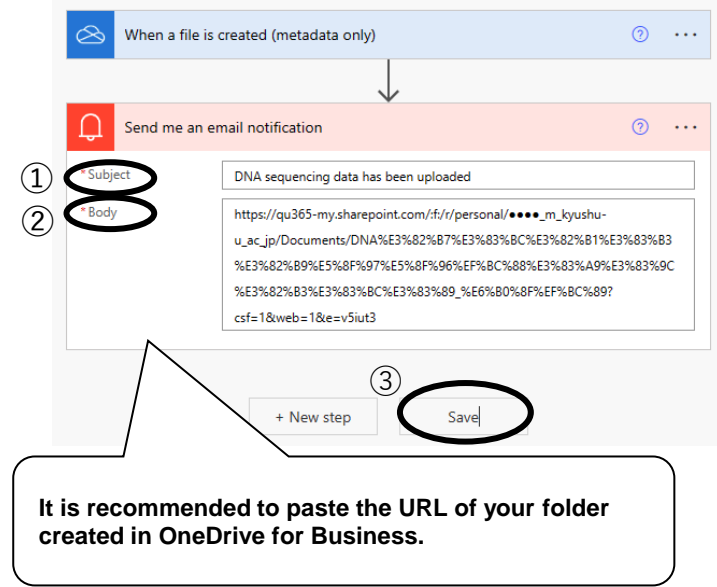 When a file is created (metadata only)
Send me an email notification
① *Subject
DNA sequencing data has been uploaded
② *Body
https://qu365-my.sharepoint.com/:f:/r/personal/●●●●_m_kyushu-
u_ac_jp/Documents/DNA%E3%82%B7%E3%83%BC%E3%82%B1%E3%83%B3
%E3%82%B9%E5%8F%97%E5%8F%96%EF%BC%88%E3%83%A9%E3%83%9C
%E3%82%B3%E3%83%BC%E3%83%89_%E6%B0%8F%EF%BC%89?
csf=1&web=1&e=v5iut3
③
+ New step
Save
It is recommended to paste the URL of your folder
created in OneDrive for Business.